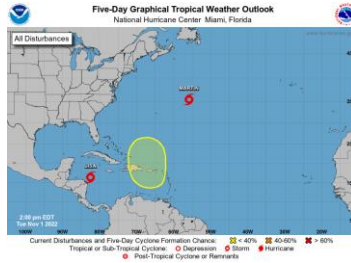 Five-Day Graphical Tropical Weather Outlook
National Hurricane Center Miami, Florida
All Disturbances
MARTIN
LISA
2:00 pm EDT
Tue Nov 1 2022
Current Disturbances and Five-Day Cyclone Formation Chance: < 40% 40-60% > 60%
Tropical or Sub-Tropical Cyclone: Depression Storm Hurricane
Post-Tropical Cyclone or Remnants